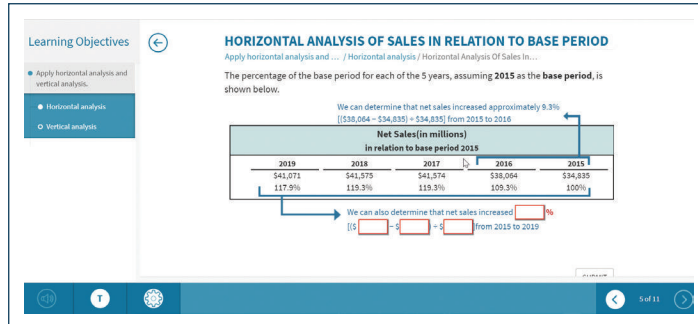 Learning Objectives
Apply horizontal analysis and
vertical analysis.
Horizontal analysis
Vertical analysis
HORIZONTAL ANALYSIS OF SALES IN RELATION TO BASE PERIOD
Apply horizontal analysis and ... / Horizontal analysis / Horizontal Analysis Of Sales In...
The percentage of the base period for each of the 5 years, assuming 2015 as the base period, is
shown below.
We can determine that net sales increased approximately 9.3%
[($38,064 – $34,835) ÷ $34,835] from 2015 to 2016
Net Sales(in millions)
in relation to base period 2015
2019 2018 2017 2016 2015
$41,071 $41,575 $41,574 $38,064 $34,835
117.9% 119.3% 119.3% 109.3% 100%
We can also determine that net sales increased %
[($ – $ ) ÷ $ ]from 2015 to 2019
SUBMIT
T
5 of 11